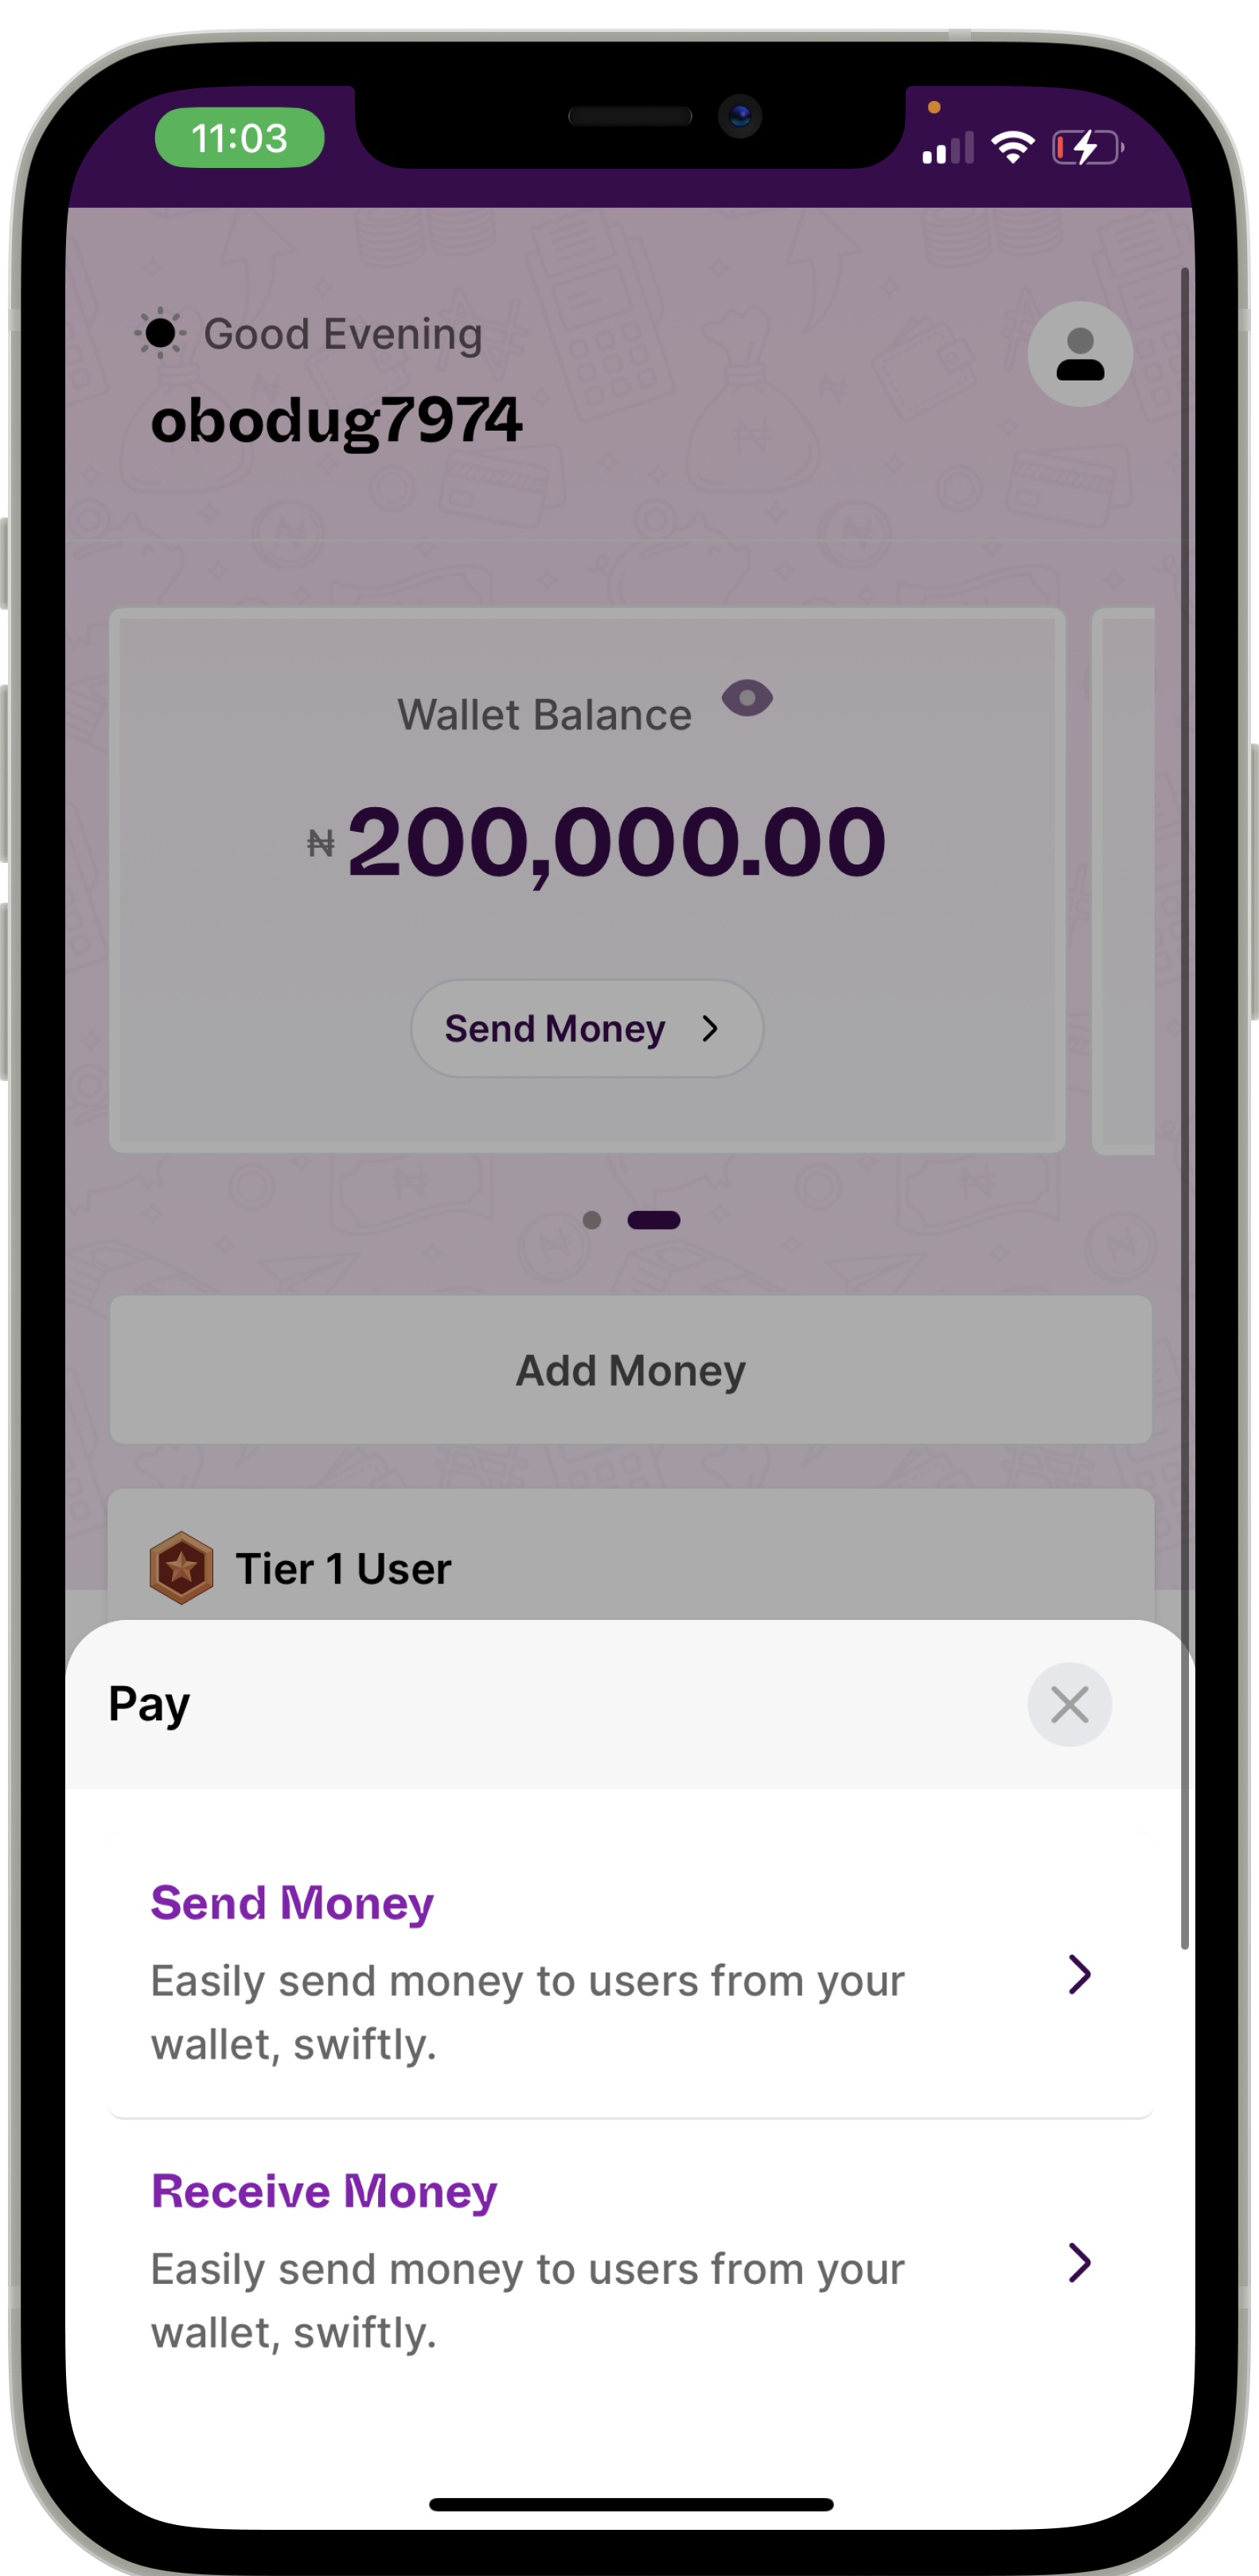 11:03
Good Evening
obodug7974
Wallet Balance
₦200,000.00
Send Money
Add Money
Tier 1 User
Pay
Send Money
Easily send money to users from your
wallet, swiftly.
Receive Money
Easily send money to users from your
wallet, swiftly.